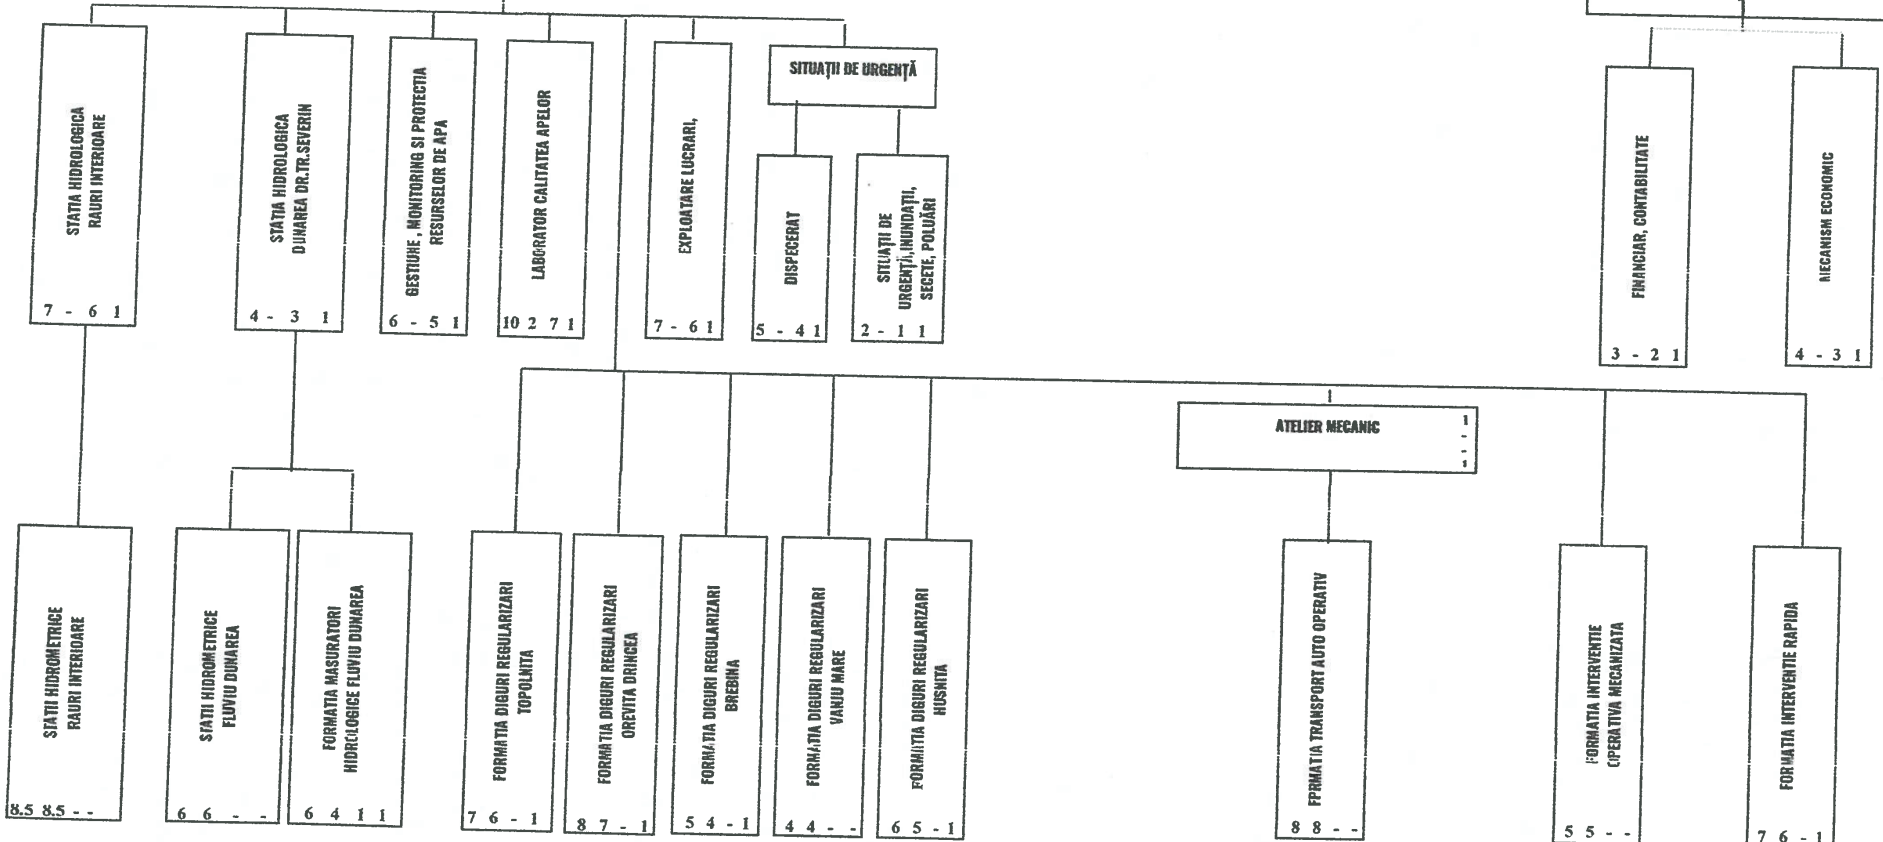 STATIA HIDROLOGICA
RAURI INTERIOARE
7 - 6 1
STATIA HIDROLOGICA
DUNAREA DR.TR.SEVERIN
4 - 3 1
GESTIUNE, MONITORING SI PROTECTIA
RESURSELOR DE APA
6 - 5 1
LABORATOR CALITATEA APELOR
10 2 7 1
EXPLOATARE LUCRARI,
7 - 6 1
SITUAȚII DE URGENȚĂ
DISPECERAT
5 - 4 1
SITUAȚII DE
URGENȚĂ,INUNDAȚII,
SECETE, POLUĂRI
2 - 1 1
FINANCIAR, CONTABILITATE
3 - 2 1
MECANISM ECONOMIC
4 - 3 1
ATELIER MECANIC
1
-
-
1
STATII HIDROMETRICE
RAURI INTERIOARE
8.5 8.5 - -
STATII HIDROMETRICE
FLUVIU DUNAREA
6 6 - -
FORMATIA MASURATORI
HIDROLOGICE FLUVIU DUNAREA
6 4 1 1
FORMATIA DIGURI REGULARIZARI
TOPOLNITA
7 6 - 1
FORMATIA DIGURI REGULARIZARI
OREVITA DRINCEA
8 7 - 1
FORMATIA DIGURI REGULARIZARI
BREBINA
5 4 - 1
FORMATIA DIGURI REGULARIZARI
VANJU MARE
4 4 - -
FORMATIA DIGURI REGULARIZARI
HUSNITA
6 5 - 1
FPRMATIA TRANSPORT AUTO OPERATIV
8 8 - -
FORMATIA INTERVENTIE
OPERATIVA MECANIZATA
5 5 - -
FORMATIA INTERVENTIE RAPIDA
7 6 - 1